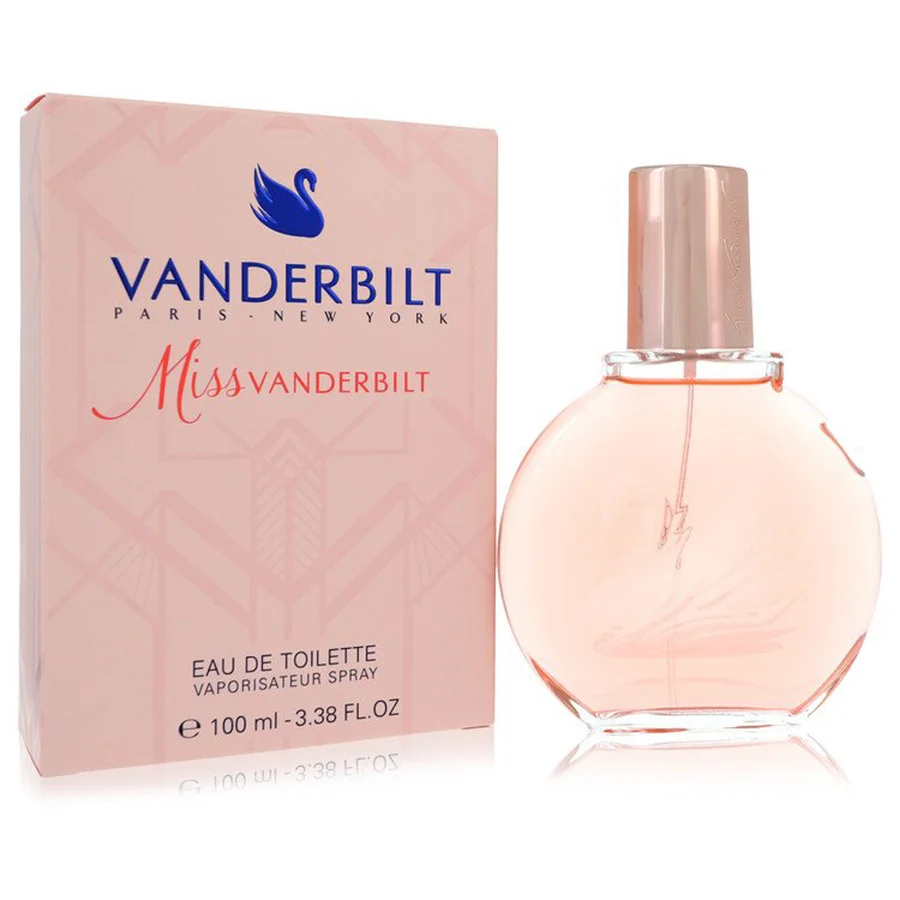 VANDERBILT
PARIS - NEW YORK
Miss VANDERBILT
EAU DE TOILETTE
VAPORISATEUR SPRAY
℮ 100 ml - 3.38 FL.OZ